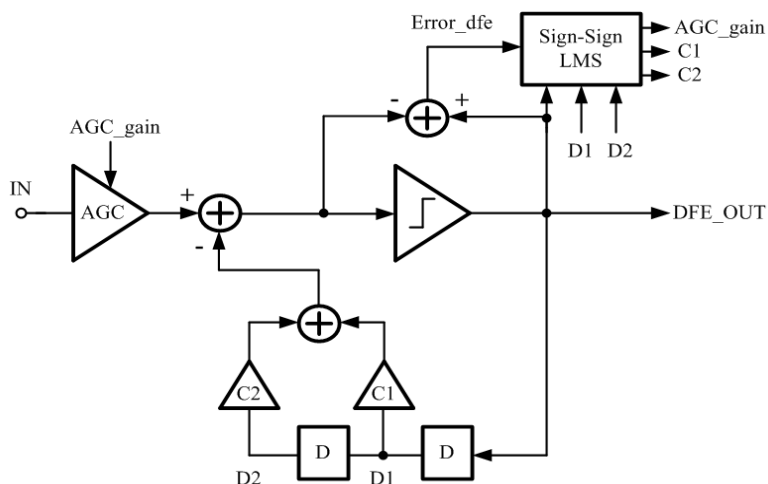 Error_dfe
Sign-Sign
LMS
AGC_gain
C1
C2
-
+
D1
D2
AGC_gain
IN
AGC
+
-
DFE_OUT
C2
C1
D
D
D2
D1